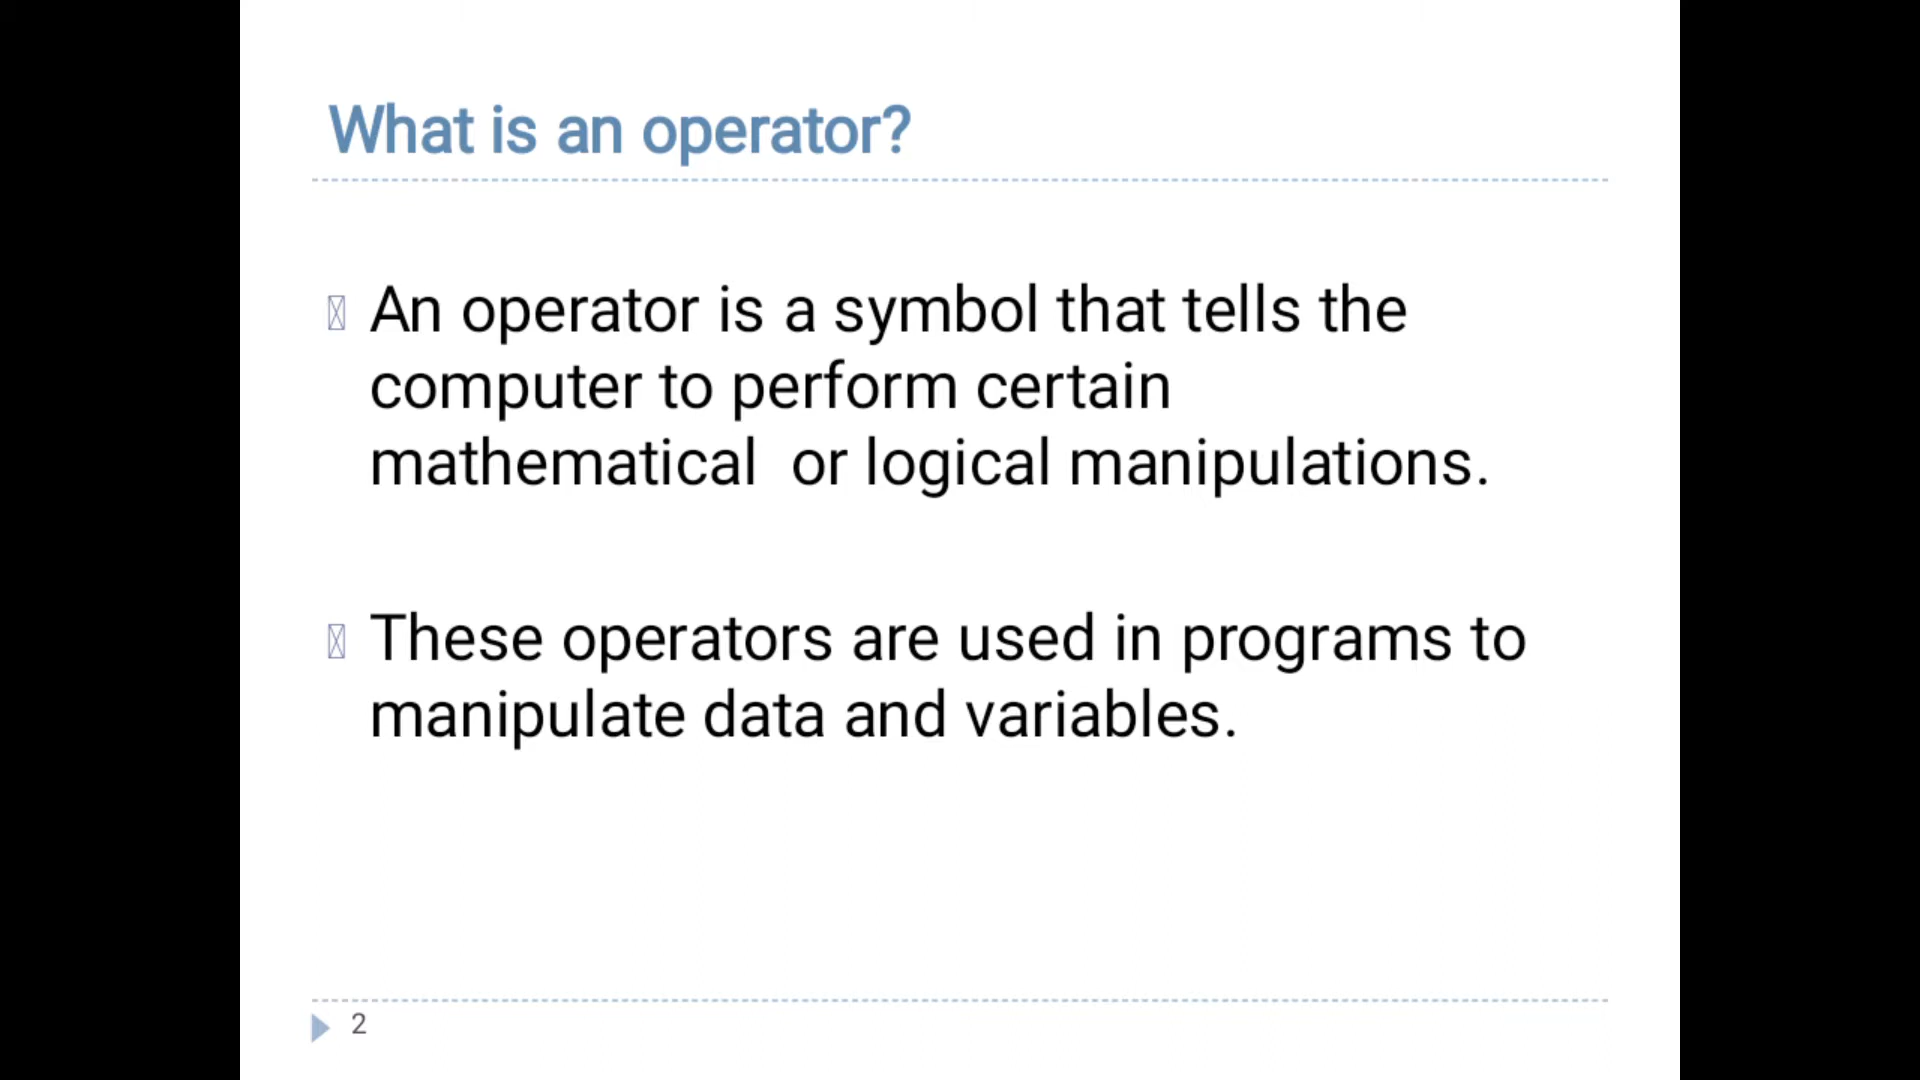 What is an operator?
An operator is a symbol that tells the
computer to perform certain
mathematical  or logical manipulations.
These operators are used in programs to
manipulate data and variables.
2